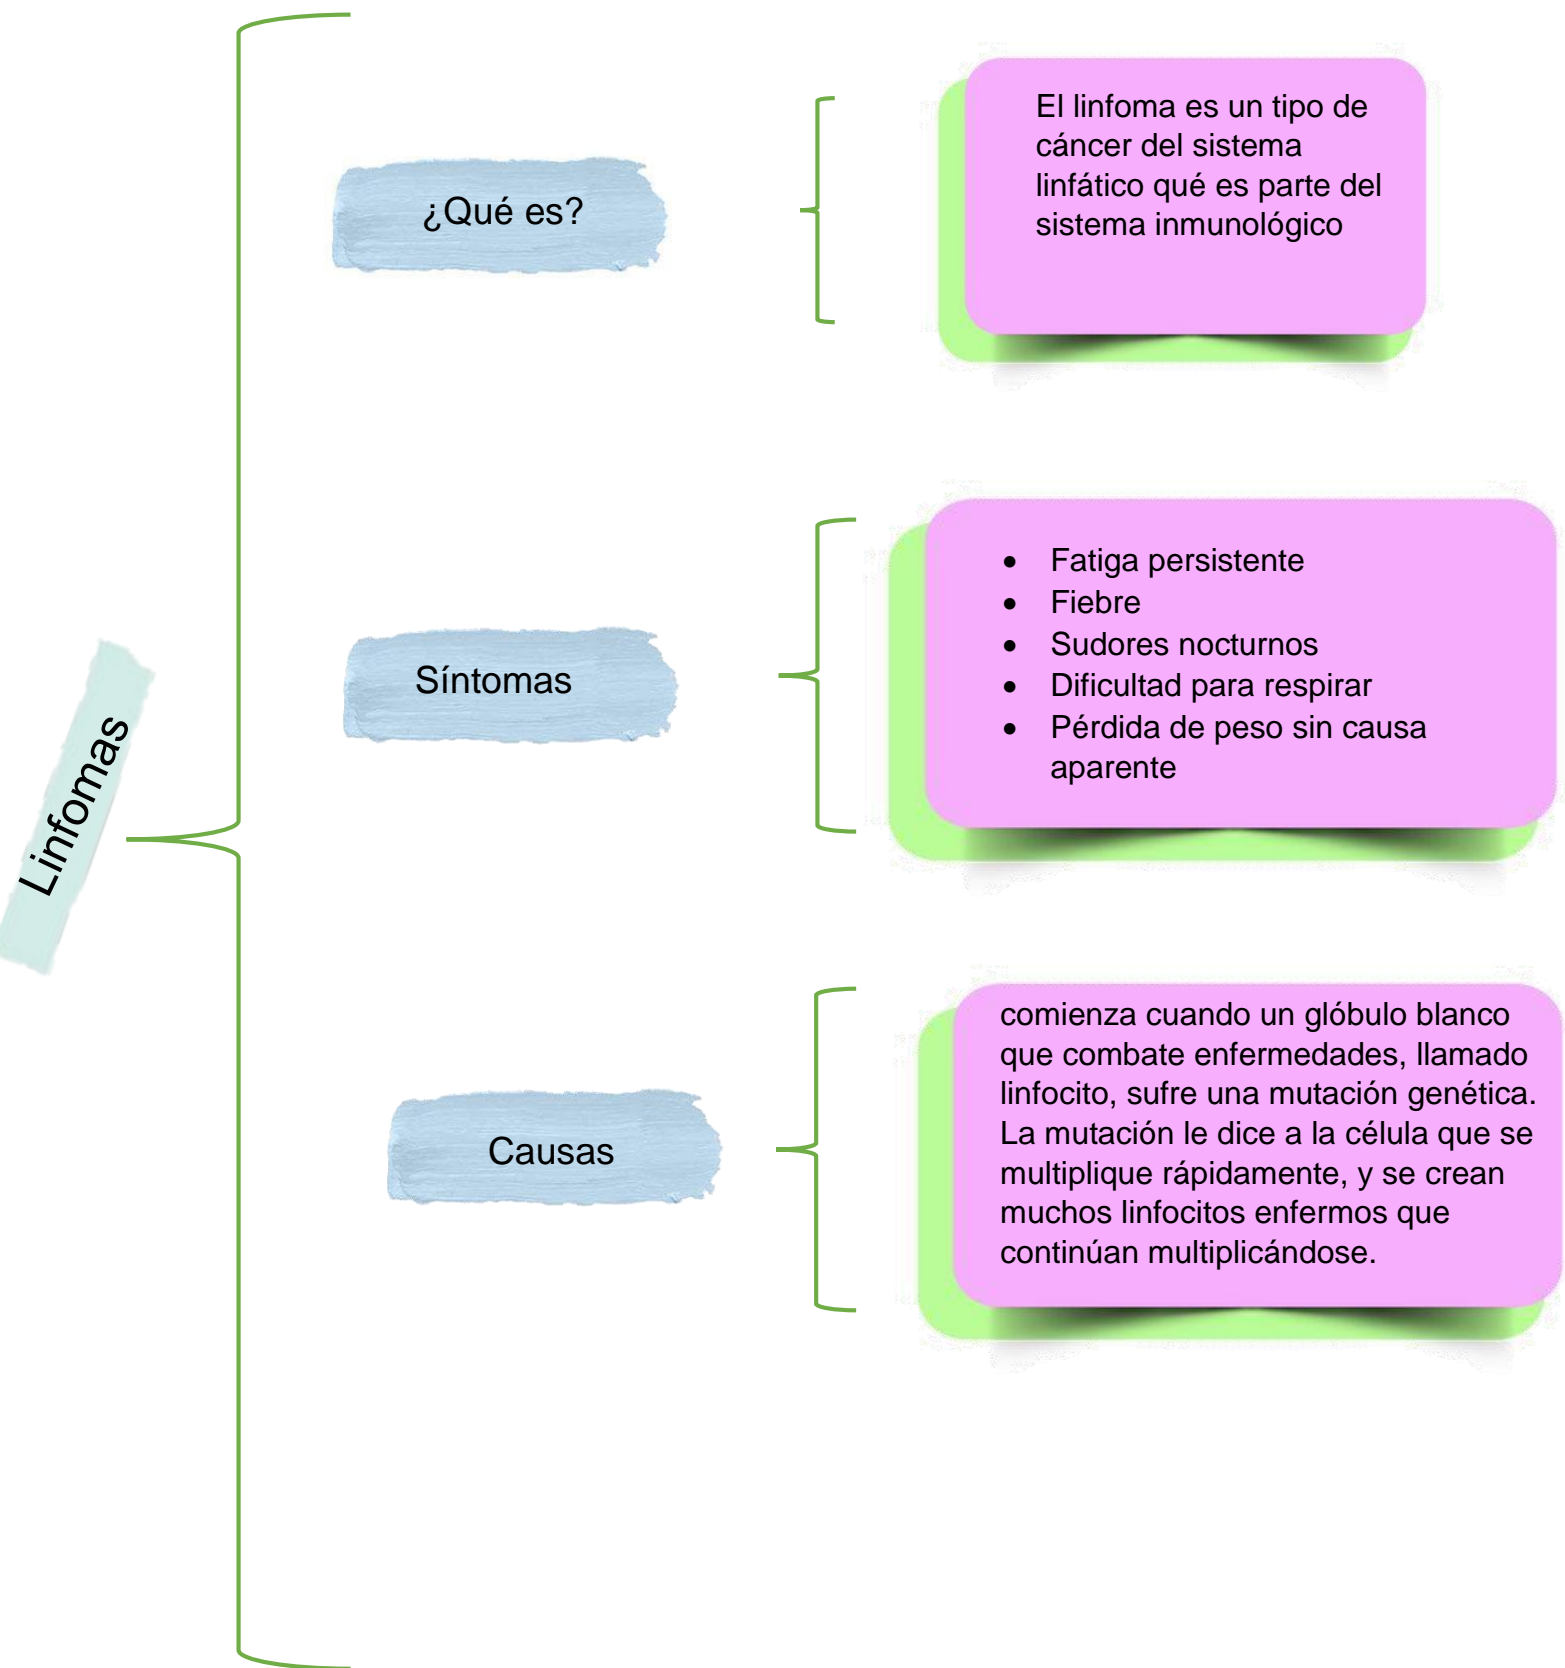 Linfomas
¿Qué es?
El linfoma es un tipo de
cáncer del sistema
linfático qué es parte del
sistema inmunológico
Síntomas
• Fatiga persistente
• Fiebre
• Sudores nocturnos
• Dificultad para respirar
• Pérdida de peso sin causa
aparente
Causas
comienza cuando un glóbulo blanco
que combate enfermedades, llamado
linfocito, sufre una mutación genética.
La mutación le dice a la célula que se
multiplique rápidamente, y se crean
muchos linfocitos enfermos que
continúan multiplicándose.